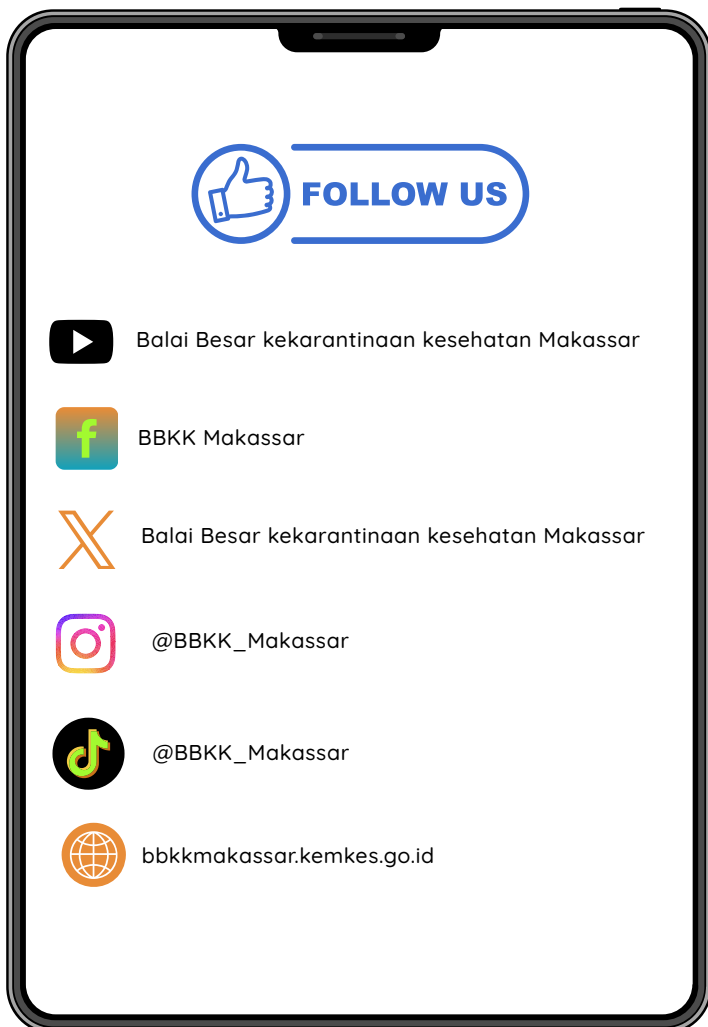 FOLLOW US
Balai Besar kekarantinaan kesehatan Makassar
BBKK Makassar
Balai Besar kekarantinaan kesehatan Makassar
@BBKK_Makassar
@BBKK_Makassar
bbkkmakassar.kemkes.go.id